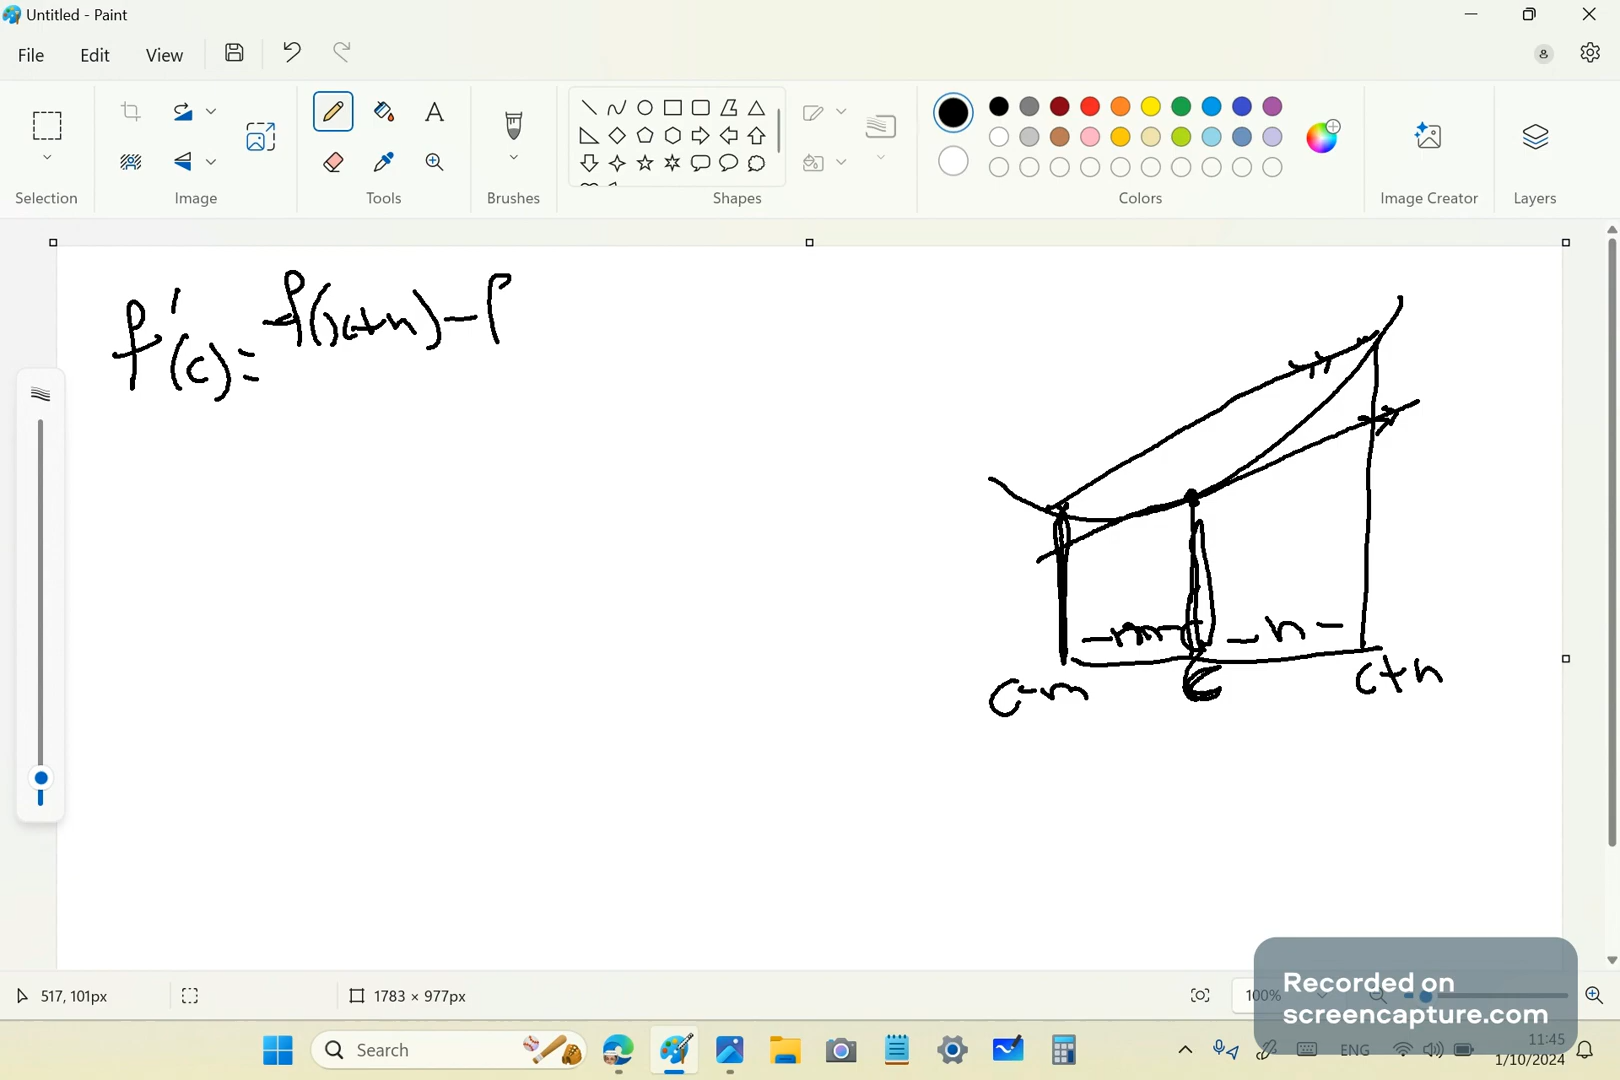 Untitled - Paint
File Edit View
Selection Image Tools Brushes Shapes Colors Image Creator Layers
f'(c)= f(x+n)-f
-m- -n-
c-m c c+n
517, 101px 1783 × 977px 100%
Recorded on
screencapture.com
Search ENG 11:45
1/10/2024